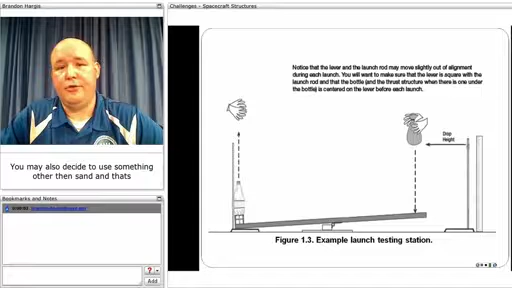 Brandon Hargis
Challenges - Spacecraft Structures
Notice that the lever and the launch rod may move slightly out of alignment
during each launch. You will want to make sure that the lever is square with the
launch rod and that the bottle (and the thrust structure when there is one under
the bottle) is centered on the lever before each launch.
Drop
Height
Figure 1.3. Example launch testing station.
You may also decide to use something
other then sand and thats
Bookmarks and Notes
Add